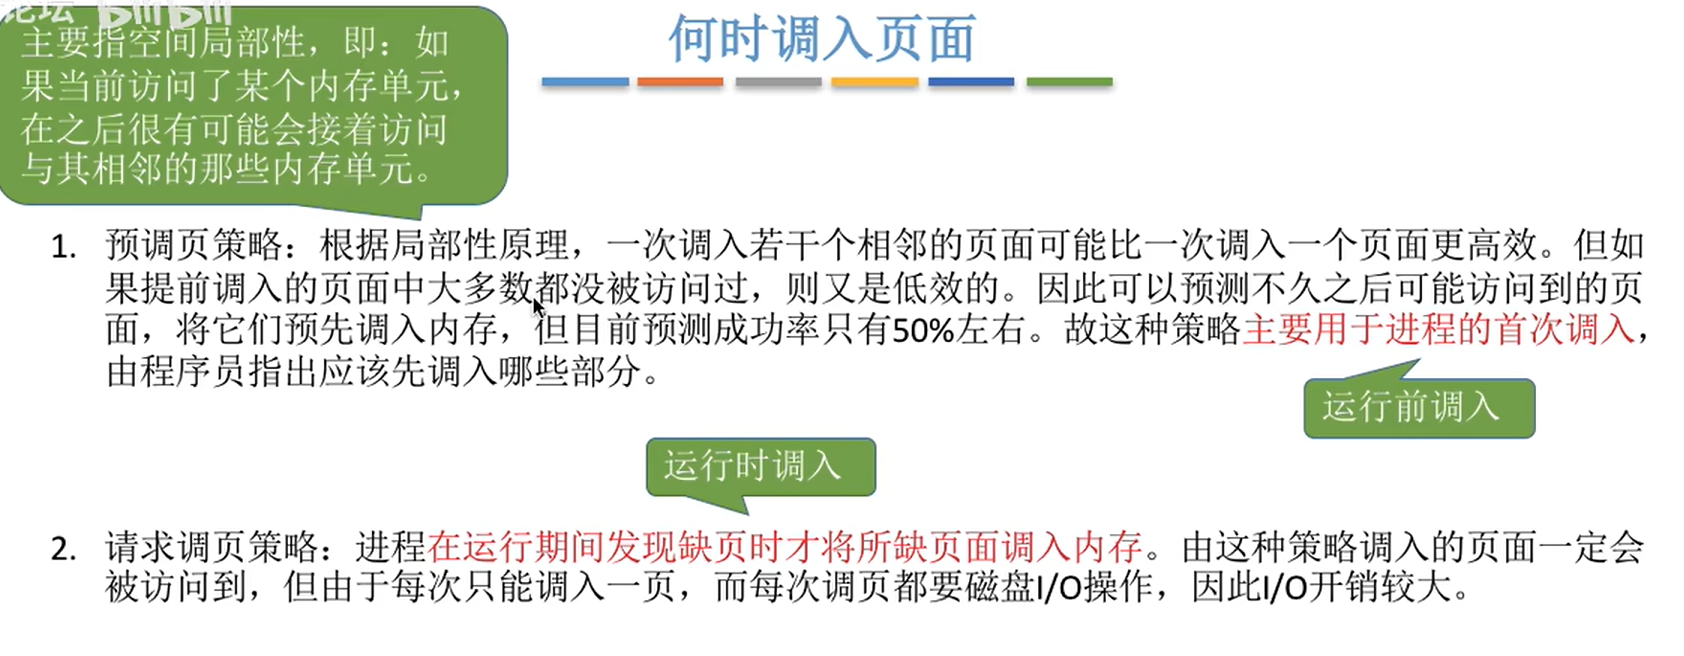 论坛 bilibili
主要指空间局部性，即：如
果当前访问了某个内存单元，
在之后很有可能会接着访问
与其相邻的那些内存单元。
何时调入页面
1. 预调页策略：根据局部性原理，一次调入若干个相邻的页面可能比一次调入一个页面更高效。但如
果提前调入的页面中大多数都没被访问过，则又是低效的。因此可以预测不久之后可能访问到的页
面，将它们预先调入内存，但目前预测成功率只有50%左右。故这种策略主要用于进程的首次调入，
由程序员指出应该先调入哪些部分。
运行前调入
运行时调入
2. 请求调页策略：进程在运行期间发现缺页时才将所缺页面调入内存。由这种策略调入的页面一定会
被访问到，但由于每次只能调入一页，而每次调页都要磁盘I/O操作，因此I/O开销较大。